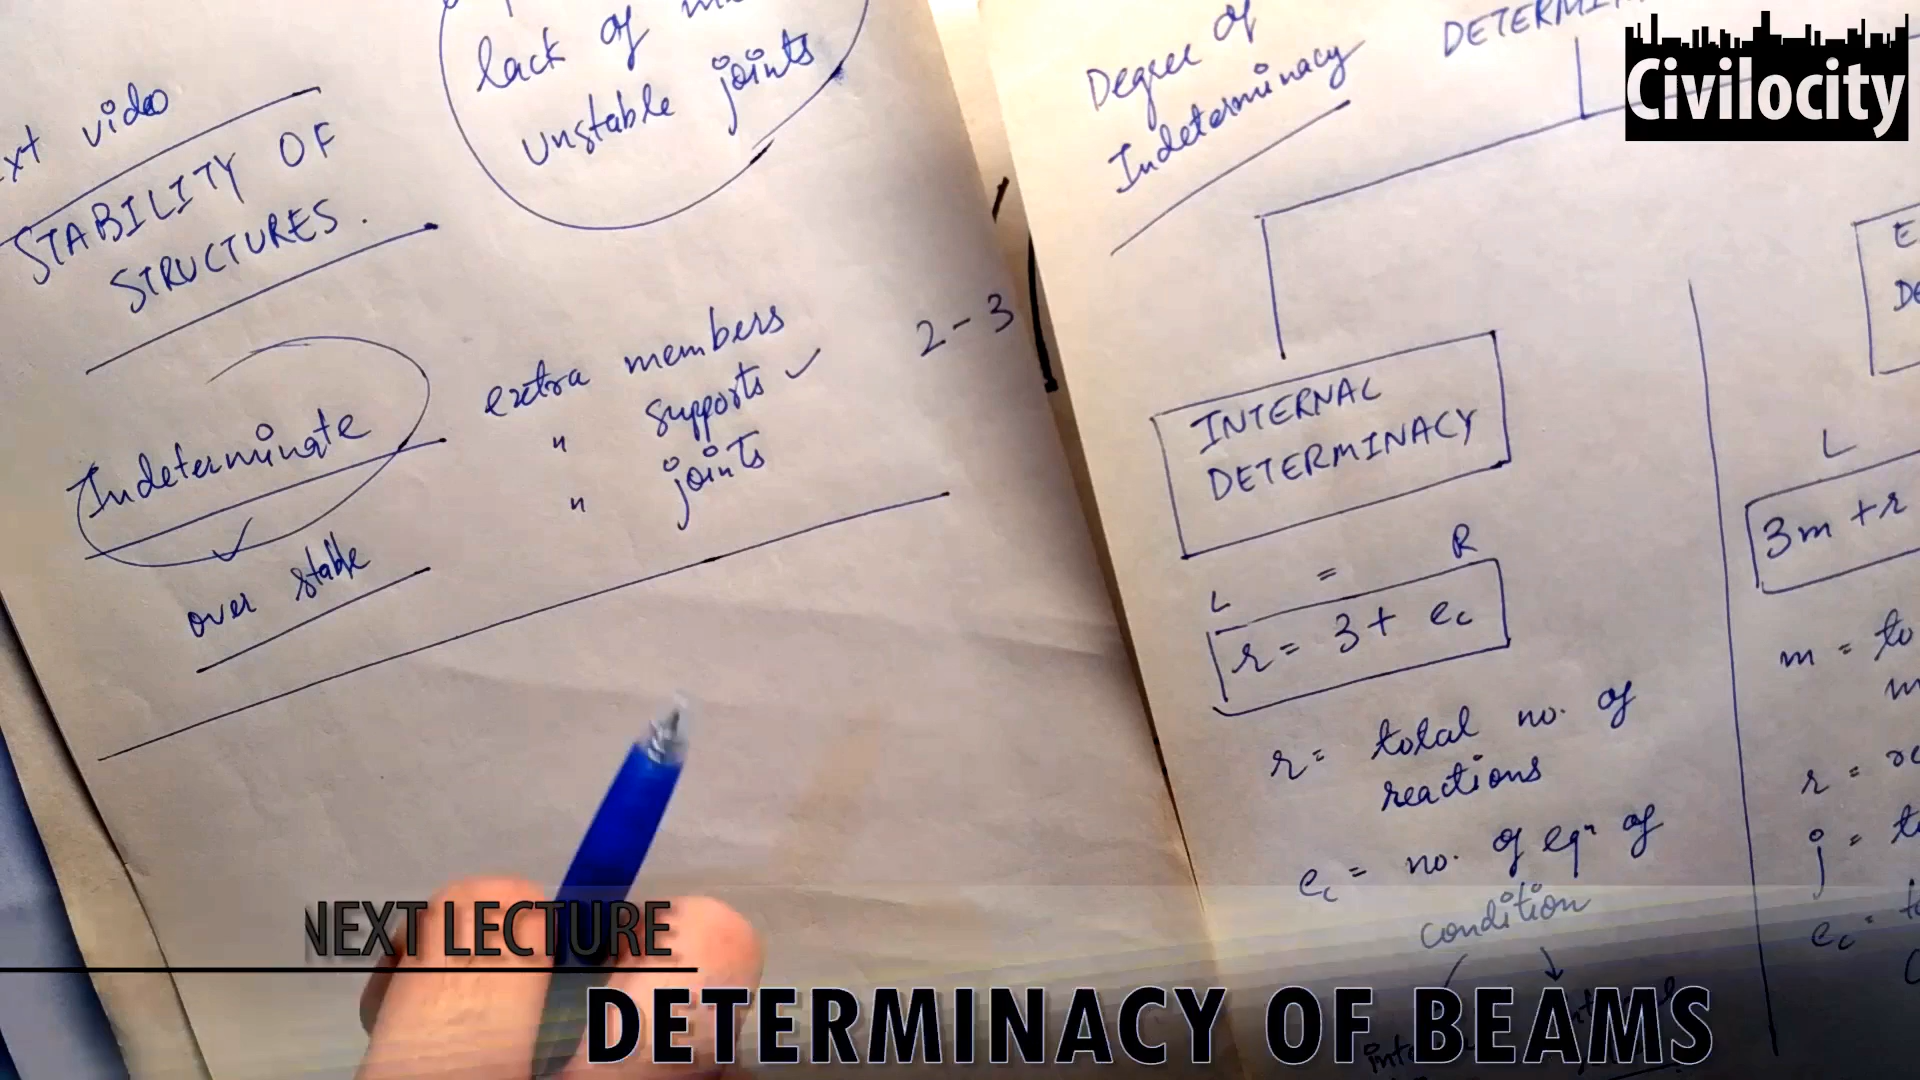 lack of
unstable joints
video
STABILITY OF
STRUCTURES.
Indeterminate
over stable
extra members
" supports ✓
" joints
2-3
Degree of
Indeterminacy
INTERNAL
DETERMINACY
L = R
r = 3 + ec
r = total no. of
reactions
ec = no. of eqn of
condition
L
3m + r
m =
r =
j =
ec =
Civilocity
NEXT LECTURE
DETERMINACY OF BEAMS